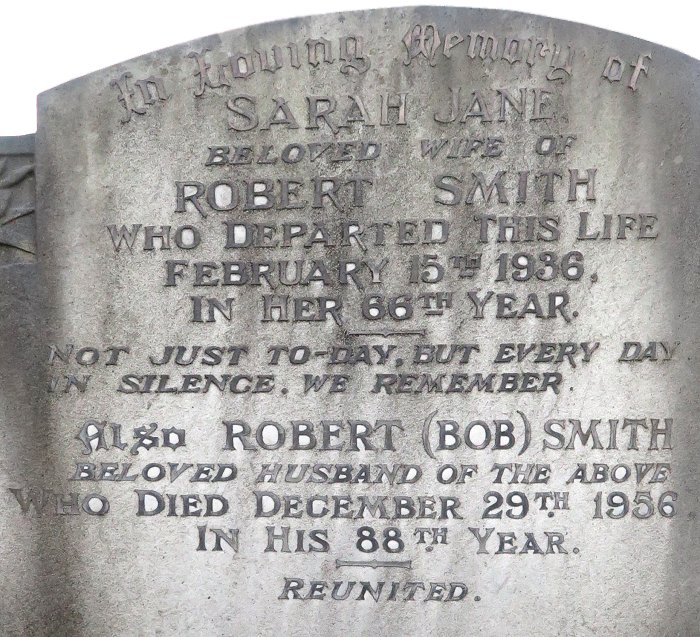 In Loving Memory of
SARAH JANE.
BELOVED WIFE OF
ROBERT SMITH
WHO DEPARTED THIS LIFE
FEBRUARY 15TH 1936,
IN HER 66TH YEAR.
NOT JUST TO-DAY, BUT EVERY DAY
IN SILENCE. WE REMEMBER.
Also ROBERT (BOB) SMITH
BELOVED HUSBAND OF THE ABOVE
WHO DIED DECEMBER 29TH 1956,
IN HIS 88TH YEAR.
REUNITED.